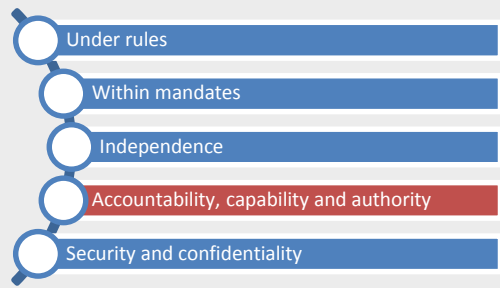 Under rules
Within mandates
Independence
Accountability, capability and authority
Security and confidentiality